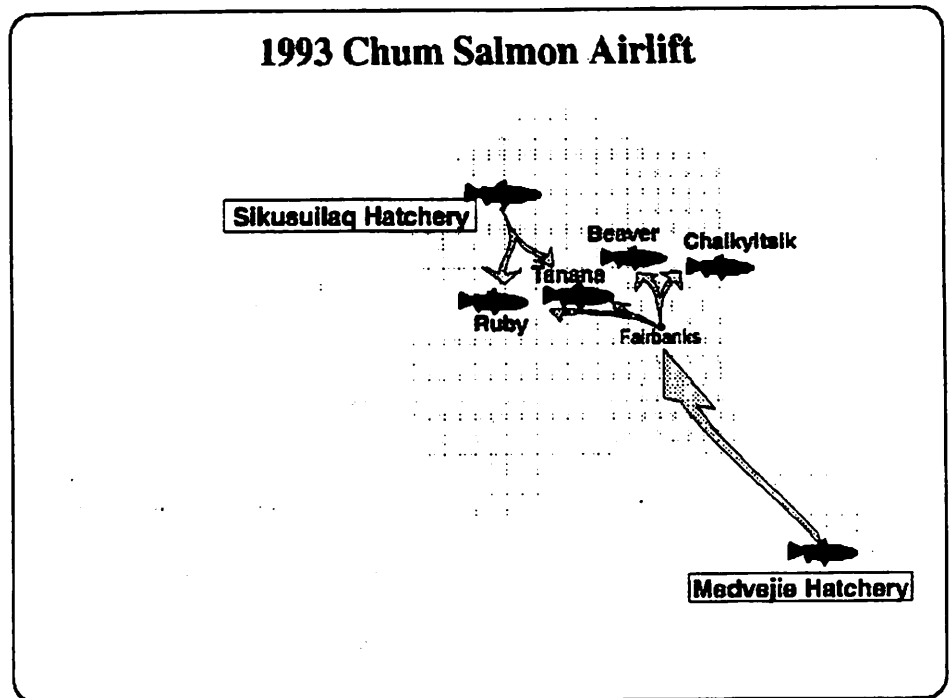 1993 Chum Salmon Airlift
Sikusuilaq Hatchery
Beaver
Chalkyitsik
Tanana
Ruby
Fairbanks
Medvejie Hatchery